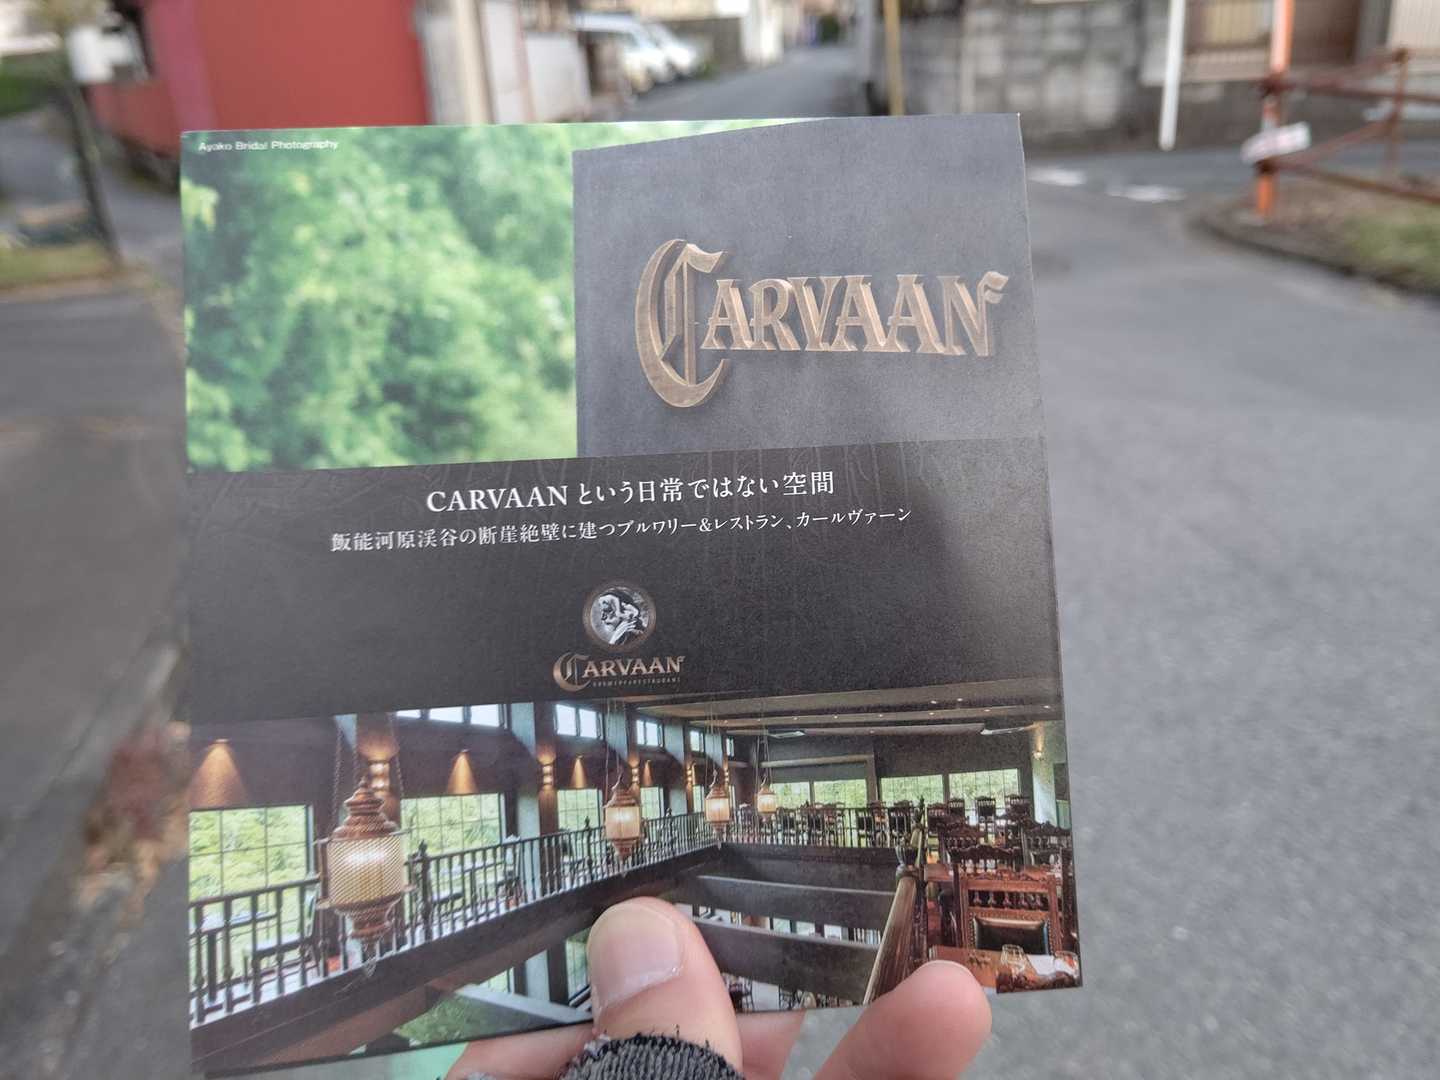 Ayako Bridal Photography
CARVAAN
CARVAANという日常ではない空間
飯能河原渓谷の断崖絶壁に建つブルワリー&レストラン、カールヴァーン
CARVAAN
BREWERY&RESTAURANT